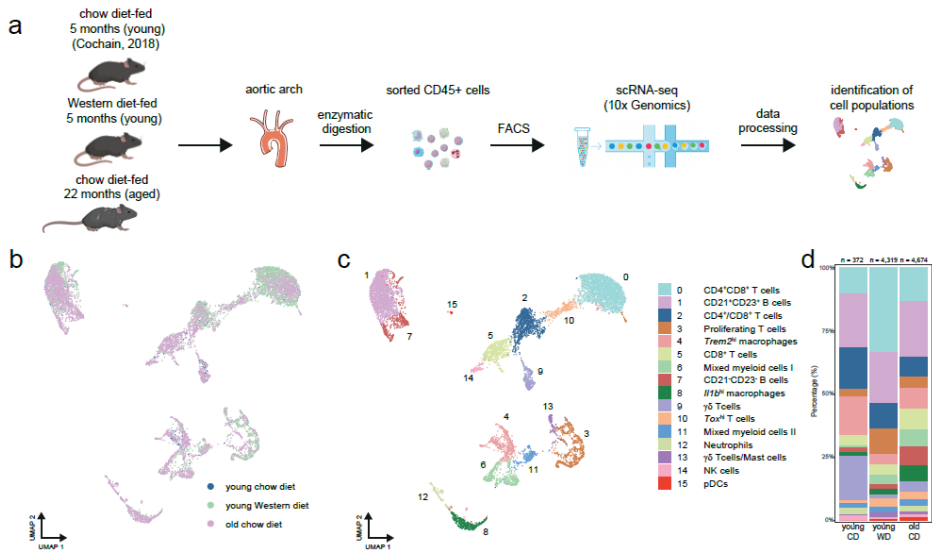 a
chow diet-fed
5 months (young)
(Cochain, 2018)
Western diet-fed
5 months (young)
chow diet-fed
22 months (aged)
aortic arch
enzymatic
digestion
sorted CD45+ cells
FACS
scRNA-seq
(10x Genomics)
data
processing
identification of
cell populations
b
young chow diet
young Western diet
old chow diet
UMAP 2
UMAP 1
c
1
7
15
2
0
10
5
14
9
4
13
3
6
11
12
8
UMAP 2
UMAP 1
0 CD4⁺CD8⁺ T cells
1 CD21⁺CD23⁺ B cells
2 CD4⁺/CD8⁺ T cells
3 Proliferating T cells
4 Trem2ʰⁱ macrophages
5 CD8⁺ T cells
6 Mixed myeloid cells I
7 CD21⁻CD23⁻ B cells
8 Il1bʰⁱ macrophages
9 γδ Tcells
10 Toxʰⁱ T cells
11 Mixed myeloid cells II
12 Neutrophils
13 γδ Tcells/Mast cells
14 NK cells
15 pDCs
d
n = 372 n = 4,319 n = 4,674
Percentage (%)
100%
75%
50%
25%
0%
young young old
CD WD CD